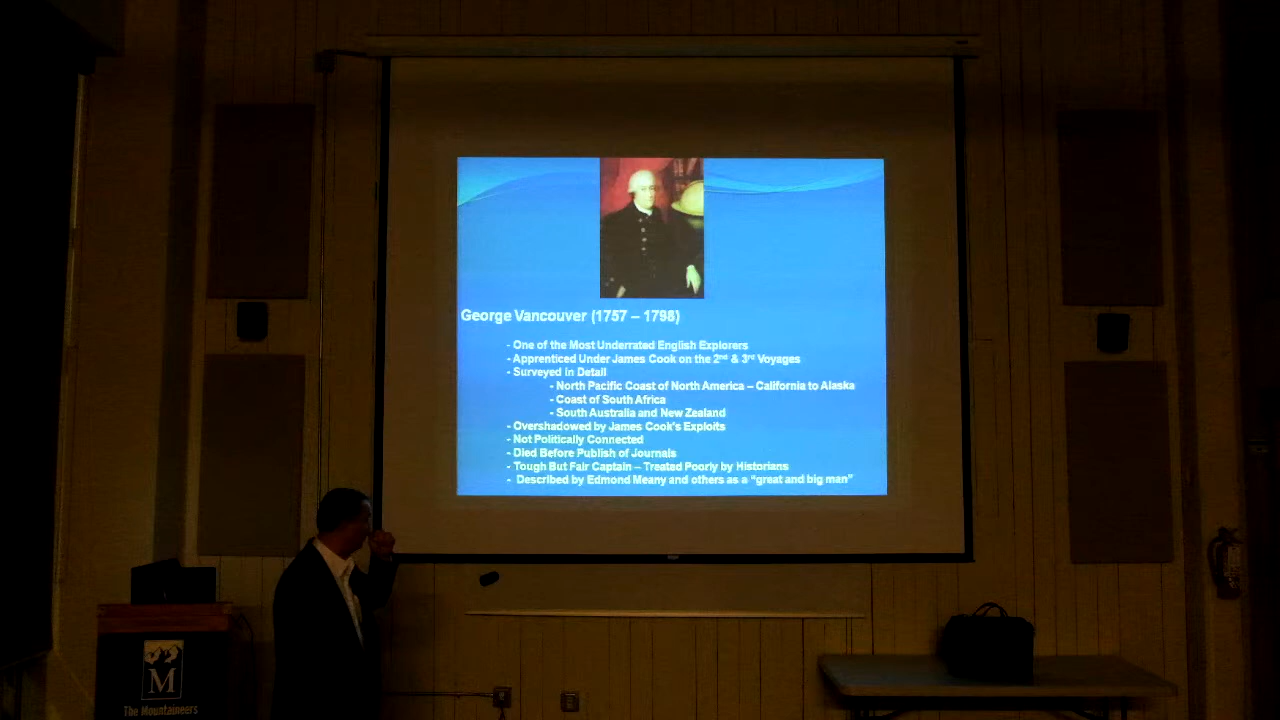 George Vancouver (1757 – 1798)
- One of the Most Underrated English Explorers
- Apprenticed Under James Cook on the 2nd & 3rd Voyages
- Surveyed in Detail
- North Pacific Coast of North America – California to Alaska
- Coast of South Africa
- South Australia and New Zealand
- Overshadowed by James Cook's Exploits
- Not Politically Connected
- Died Before Publish of Journals
- Tough But Fair Captain – Treated Poorly by Historians
- Described by Edmond Meany and others as a "great and big man"
M
The Mountaineers